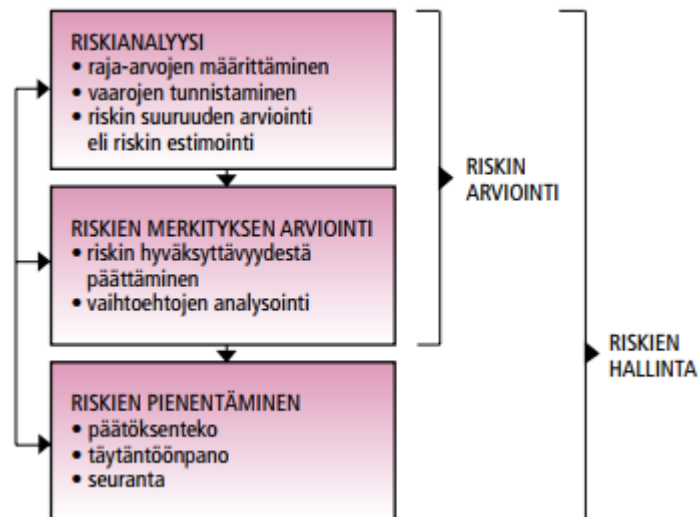 RISKIANALYYSI
• raja-arvojen määrittäminen
• vaarojen tunnistaminen
• riskin suuruuden arviointi
eli riskin estimointi
RISKIN
ARVIOINTI
RISKIEN MERKITYKSEN ARVIOINTI
• riskin hyväksyttävyydestä
päättäminen
• vaihtoehtojen analysointi
RISKIEN
HALLINTA
RISKIEN PIENENTÄMINEN
• päätöksenteko
• täytäntöönpano
• seuranta